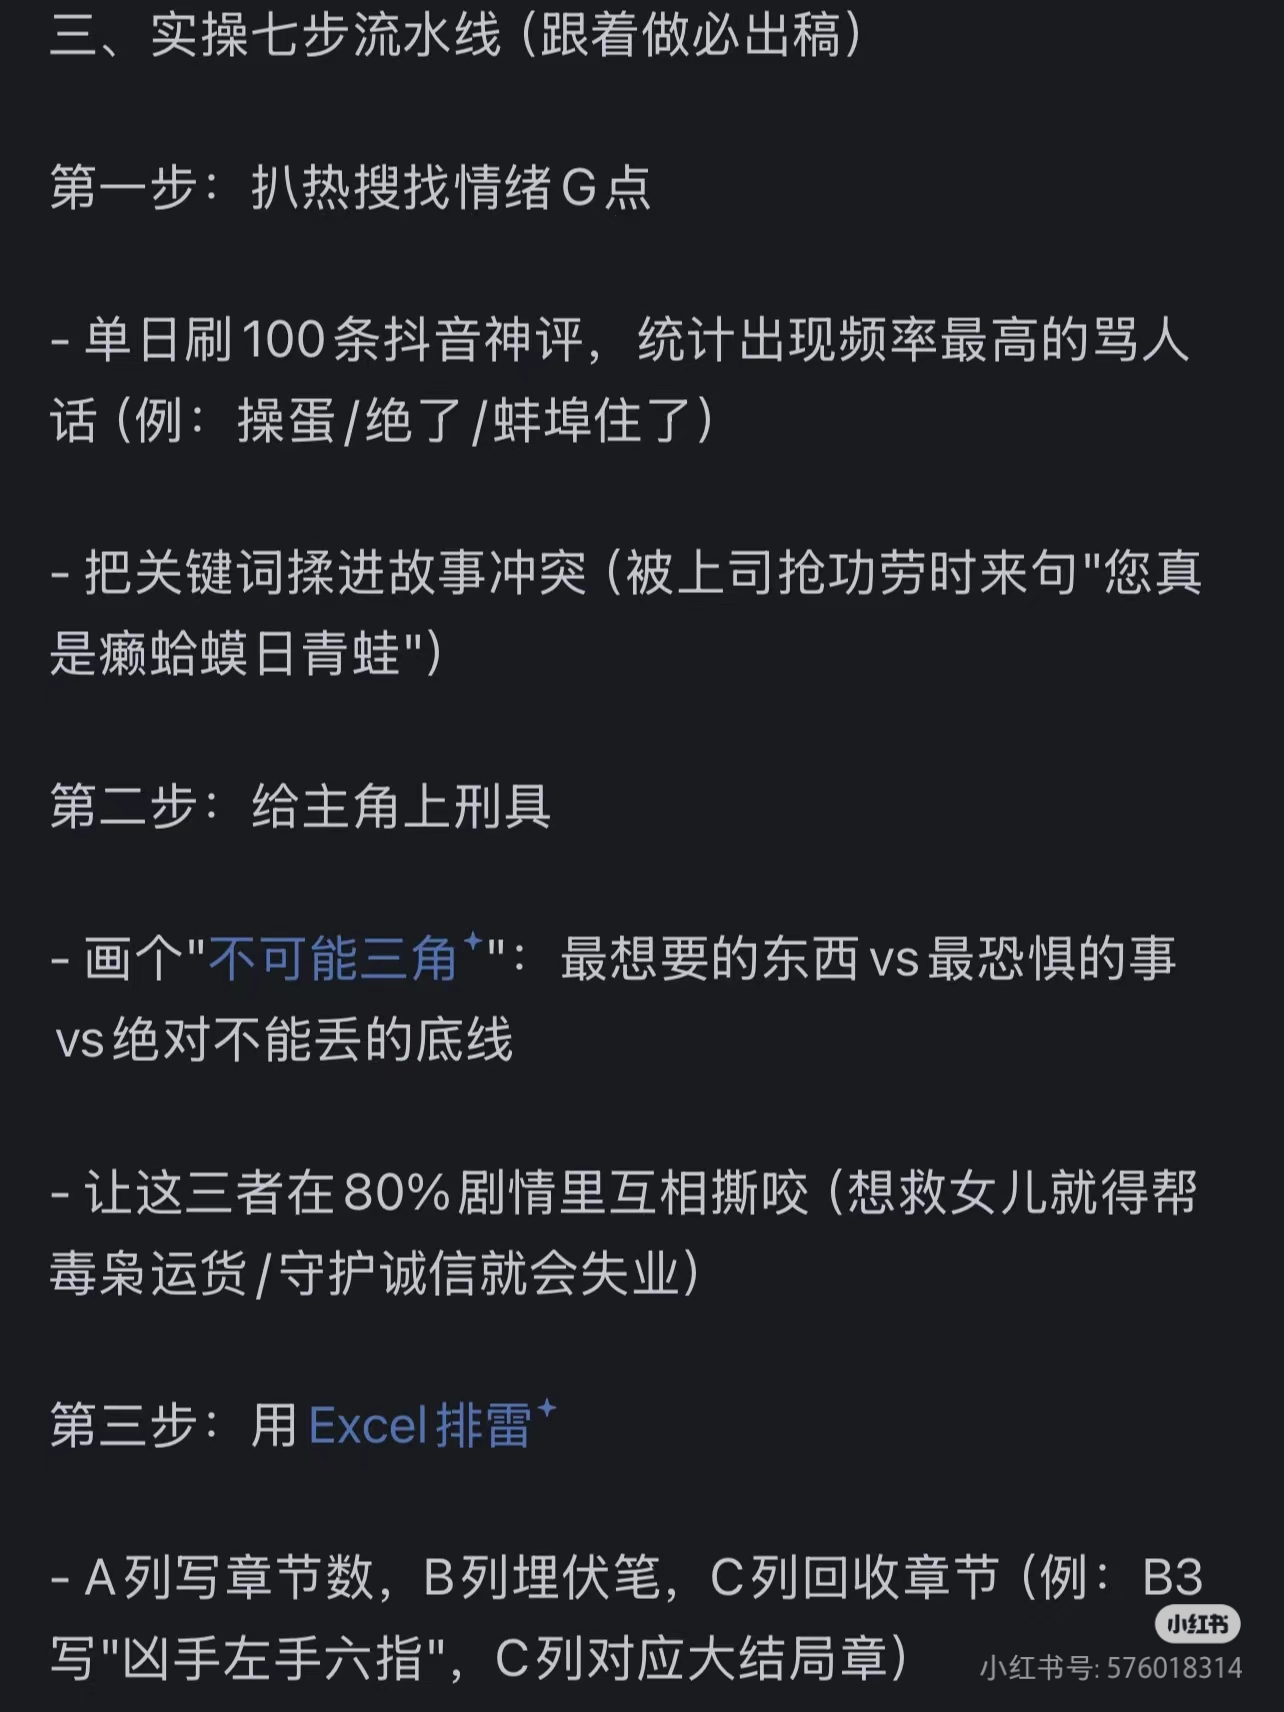 三、实操七步流水线（跟着做必出稿）
第一步：扒热搜找情绪G点
- 单日刷100条抖音神评，统计出现频率最高的骂人
话（例：操蛋/绝了/蚌埠住了）
- 把关键词揉进故事冲突（被上司抢功劳时来句"您真
是癞蛤蟆日青蛙"）
第二步：给主角上刑具
- 画个"不可能三角"：最想要的东西vs最恐惧的事
vs绝对不能丢的底线
- 让这三者在80%剧情里互相撕咬（想救女儿就得帮
毒枭运货/守护诚信就会失业）
第三步：用Excel排雷
- A列写章节数，B列埋伏笔，C列回收章节（例：B3
写"凶手左手六指"，C列对应大结局章）
小红书
小红书号: 576018314